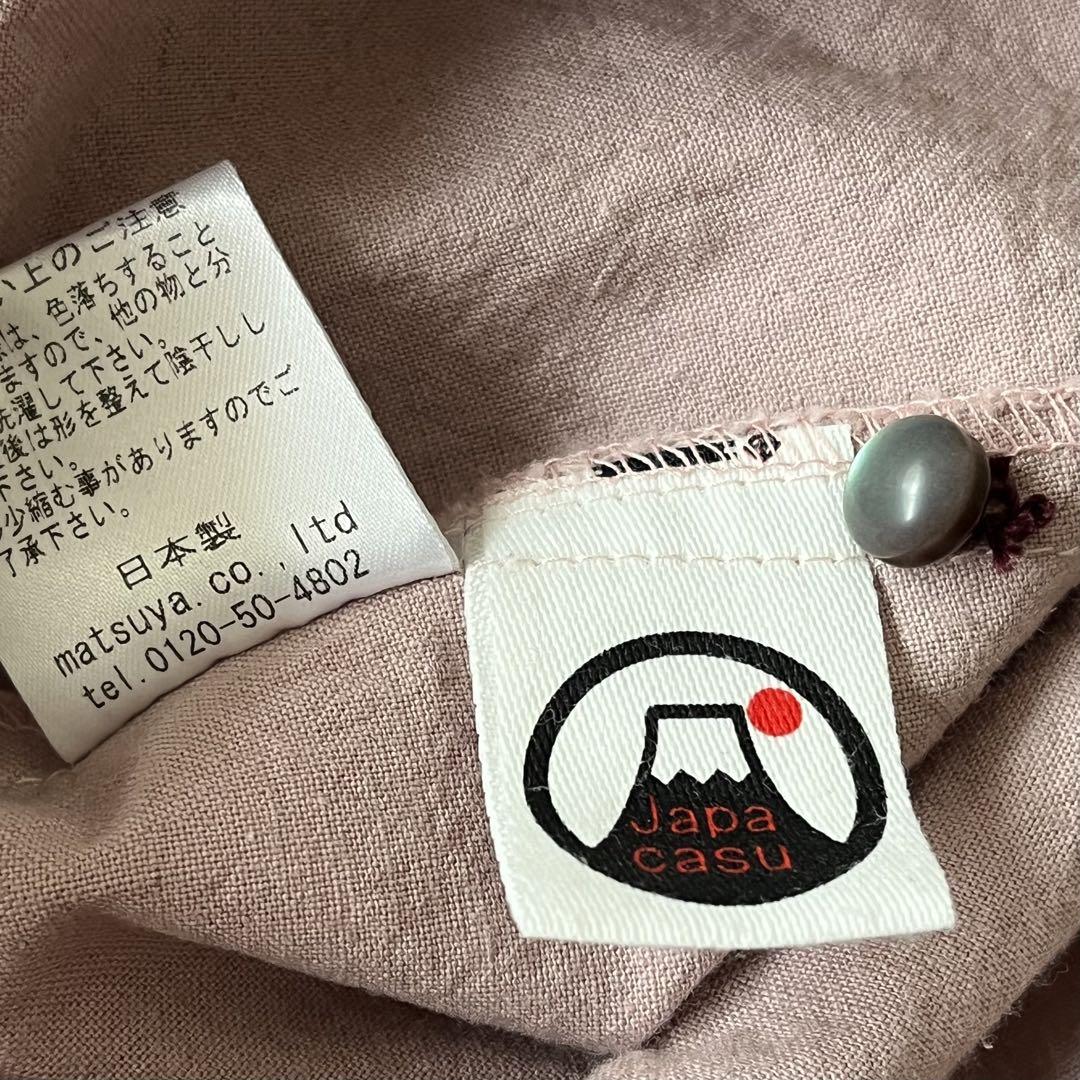 い上のご注意
は、色落ちすること
ますので、他の物と分
洗濯して下さい。
後は形を整えて陰干しし
下さい。
少縮む事がありますのでご
了承下さい。
日本製
matsuya.co.,ltd
tel.0120-50-4802
Japa
casu